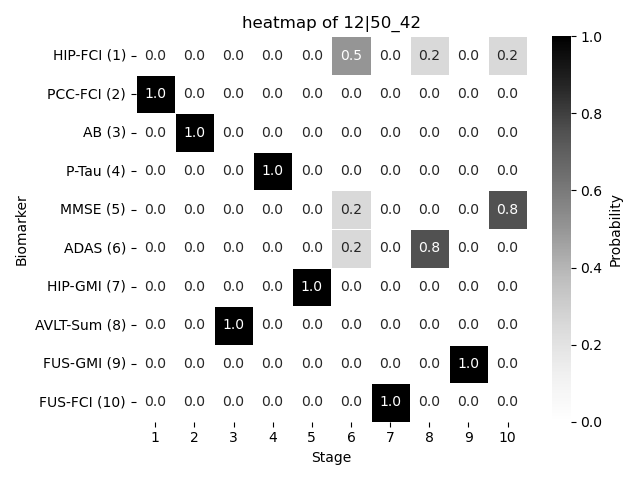 heatmap of 12|50_42
HIP-FCI (1) 0.0 0.0 0.0 0.0 0.0 0.5 0.0 0.2 0.0 0.2
PCC-FCI (2) 1.0 0.0 0.0 0.0 0.0 0.0 0.0 0.0 0.0 0.0
AB (3) 0.0 1.0 0.0 0.0 0.0 0.0 0.0 0.0 0.0 0.0
P-Tau (4) 0.0 0.0 0.0 1.0 0.0 0.0 0.0 0.0 0.0 0.0
MMSE (5) 0.0 0.0 0.0 0.0 0.0 0.2 0.0 0.0 0.0 0.8
ADAS (6) 0.0 0.0 0.0 0.0 0.0 0.2 0.0 0.8 0.0 0.0
HIP-GMI (7) 0.0 0.0 0.0 0.0 1.0 0.0 0.0 0.0 0.0 0.0
AVLT-Sum (8) 0.0 0.0 1.0 0.0 0.0 0.0 0.0 0.0 0.0 0.0
FUS-GMI (9) 0.0 0.0 0.0 0.0 0.0 0.0 0.0 0.0 1.0 0.0
FUS-FCI (10) 0.0 0.0 0.0 0.0 0.0 0.0 1.0 0.0 0.0 0.0
1 2 3 4 5 6 7 8 9 10
Stage
Biomarker
1.0
0.8
0.6
0.4
0.2
0.0
Probability